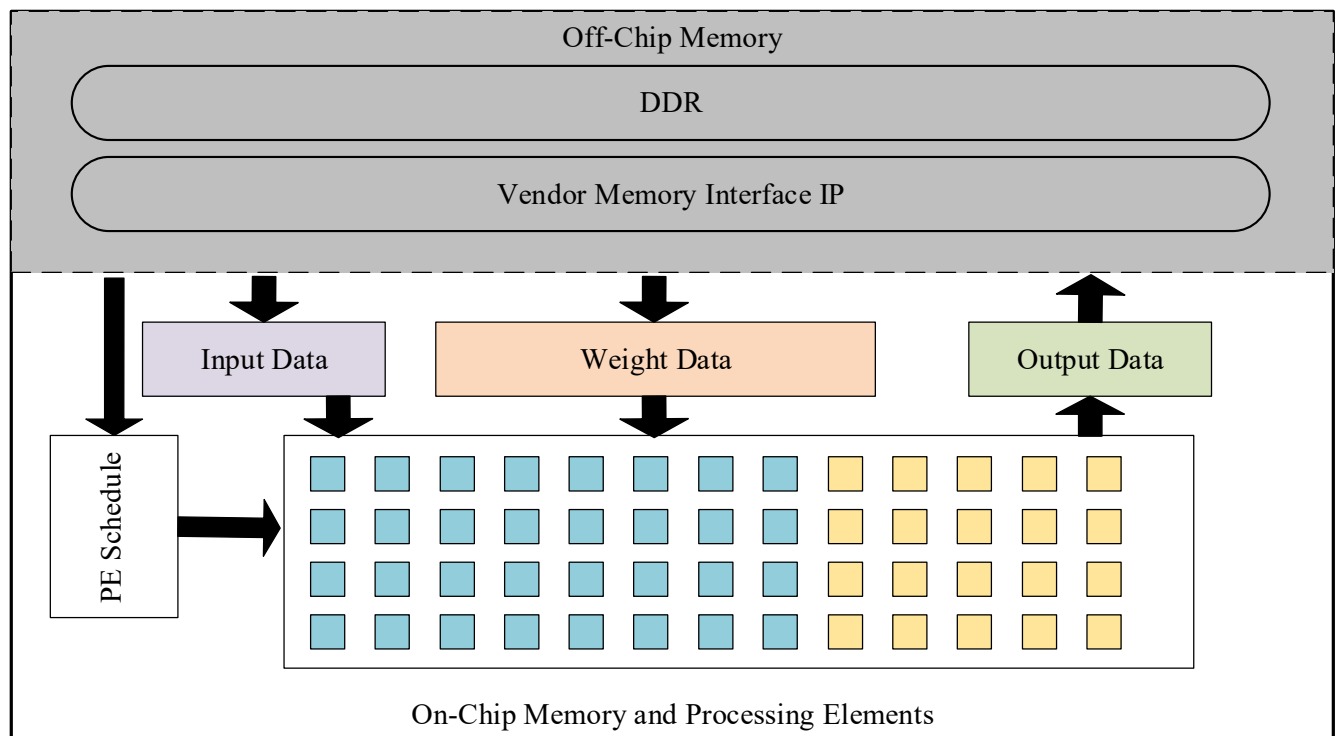 Off-Chip Memory
DDR
Vendor Memory Interface IP
Input Data
Weight Data
Output Data
PE Schedule
On-Chip Memory and Processing Elements